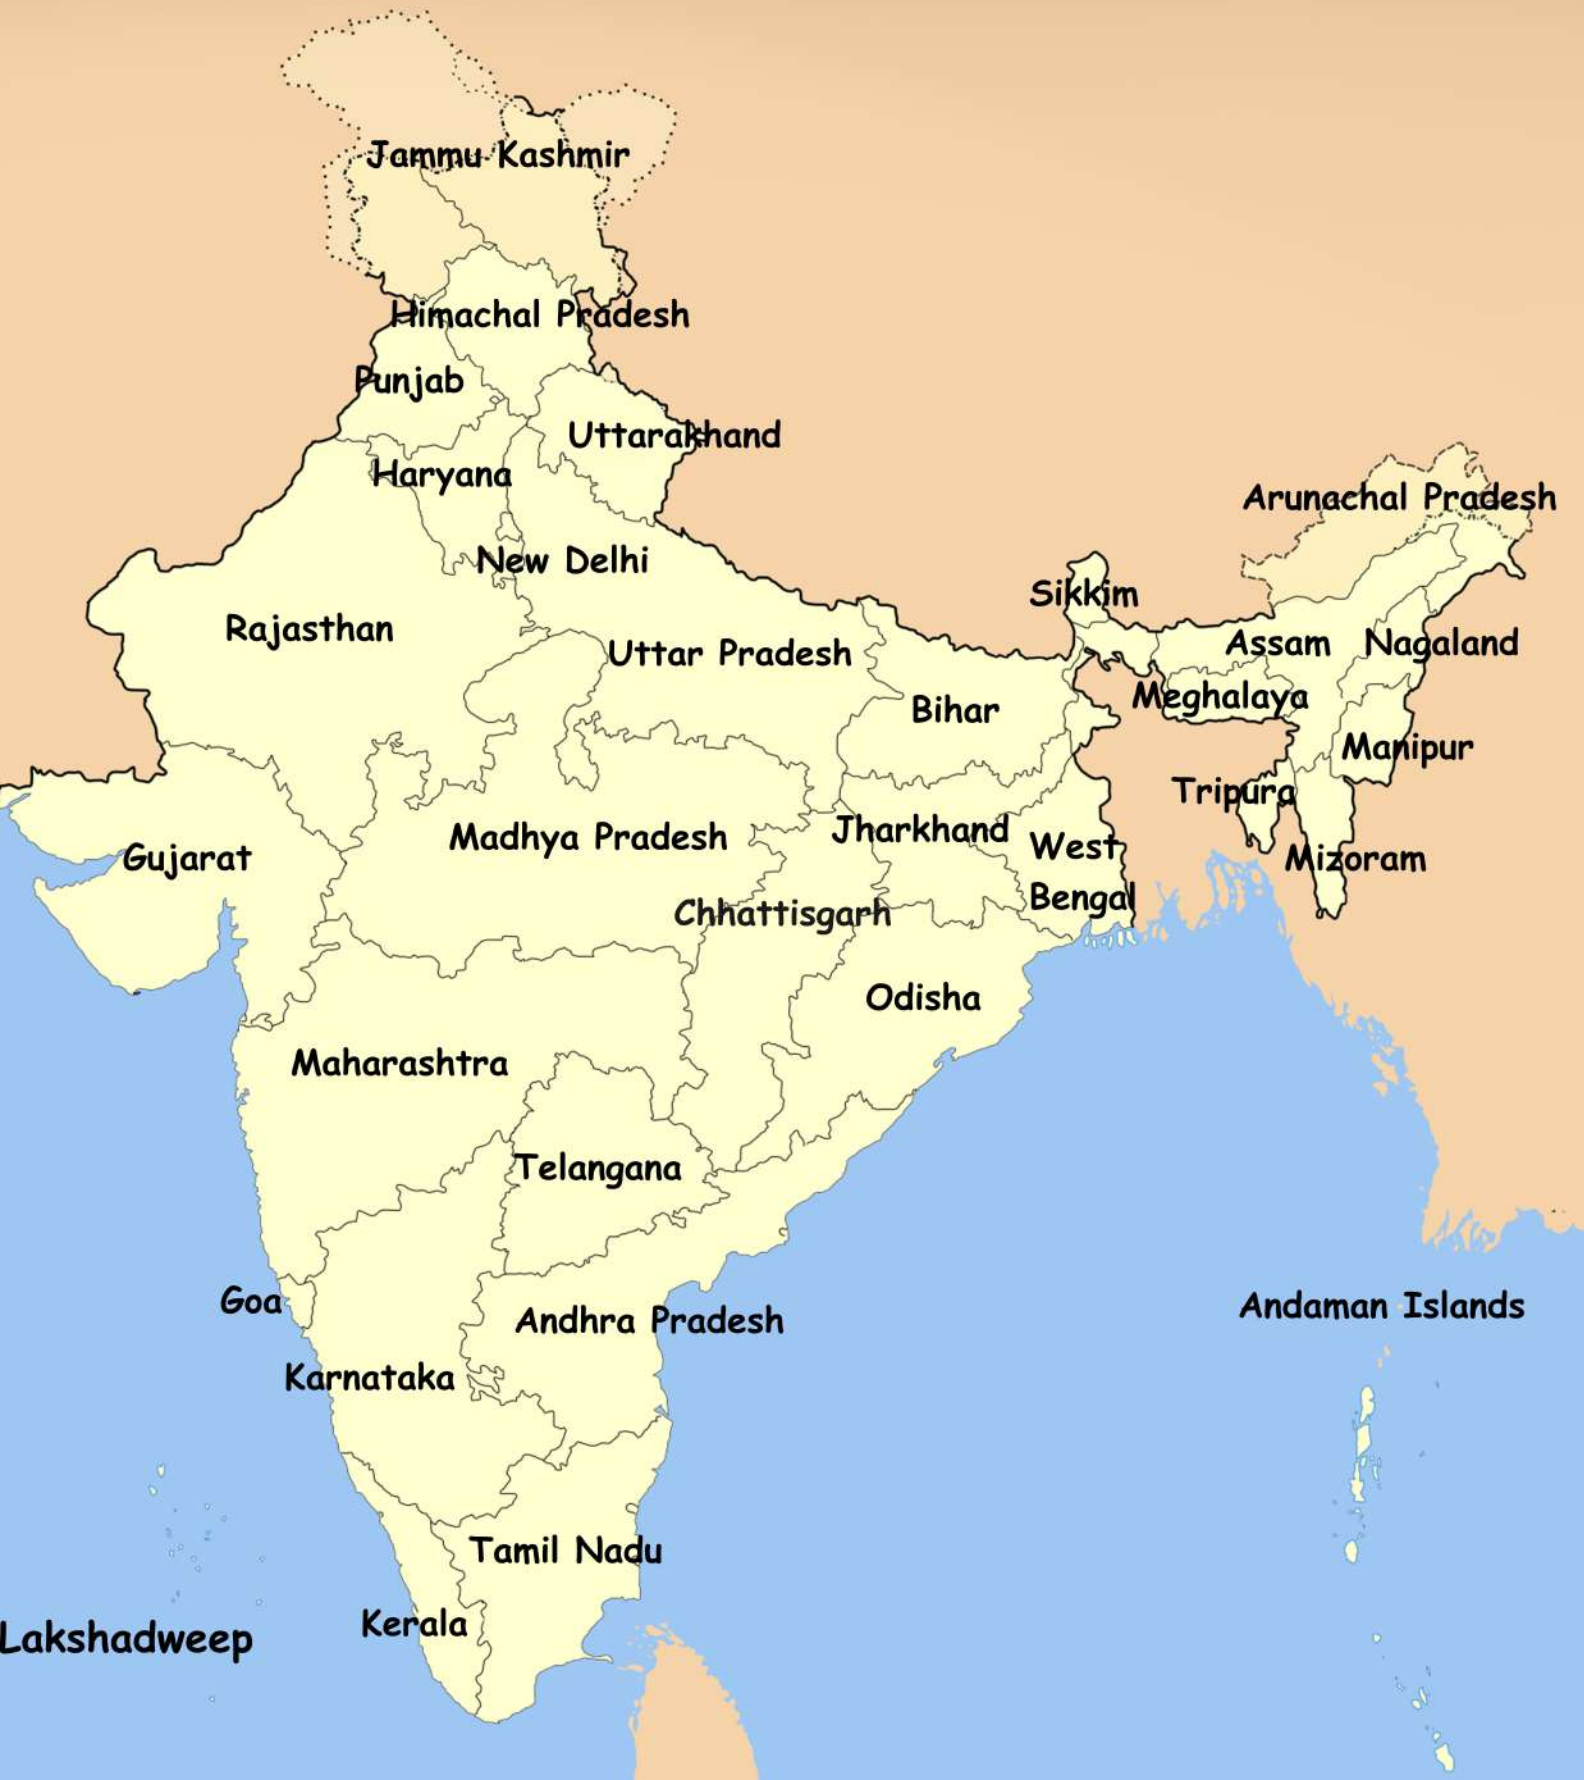 Jammu Kashmir
Himachal Pradesh
Punjab
Uttarakhand
Haryana
Arunachal Pradesh
New Delhi
Sikkim
Rajasthan
Uttar Pradesh
Assam
Nagaland
Bihar
Meghalaya
Manipur
Tripura
Madhya Pradesh
Jharkhand
West
Bengal
Gujarat
Mizoram
Chhattisgarh
Odisha
Maharashtra
Telangana
Goa
Andhra Pradesh
Andaman Islands
Karnataka
Tamil Nadu
Kerala
Lakshadweep